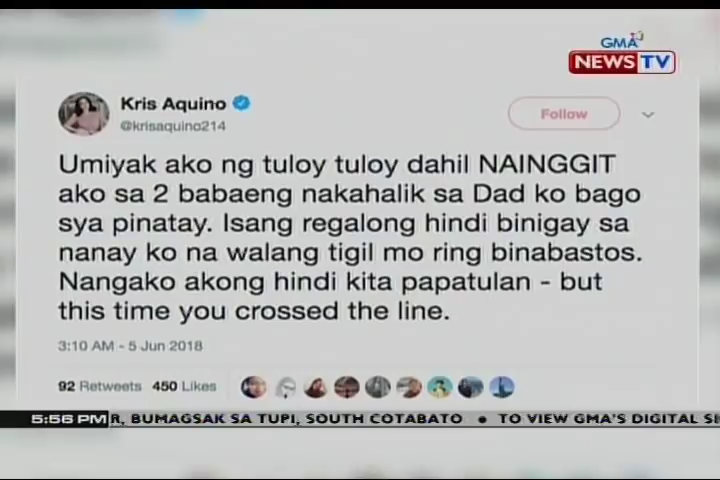 GMA
NEWS TV
Kris Aquino
@krisaquino214
Follow
Umiyak ako ng tuloy tuloy dahil NAINGGIT
ako sa 2 babaeng nakahalik sa Dad ko bago
sya pinatay. Isang regalong hindi binigay sa
nanay ko na walang tigil mo ring binabastos.
Nangako akong hindi kita papatulan - but
this time you crossed the line.
3:10 AM - 5 Jun 2018
92 Retweets 450 Likes
5:56 PM R, BUMAGSAK SA TUPI, SOUTH COTABATO • TO VIEW GMA'S DIGITAL SI